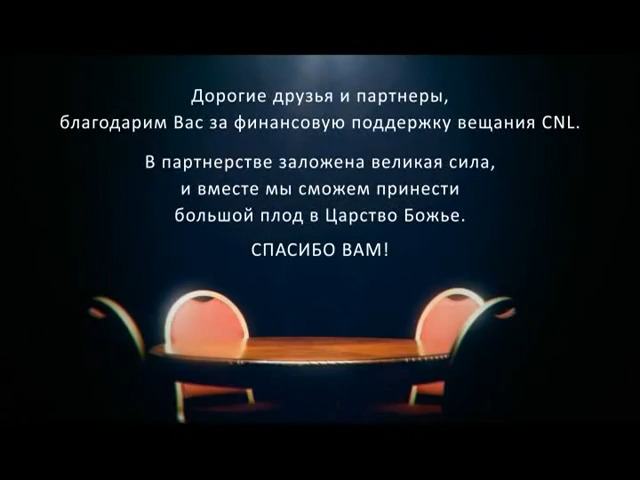 Дорогие друзья и партнеры,
благодарим Вас за финансовую поддержку вещания CNL.
В партнерстве заложена великая сила,
и вместе мы сможем принести
большой плод в Царство Божье.
СПАСИБО ВАМ!